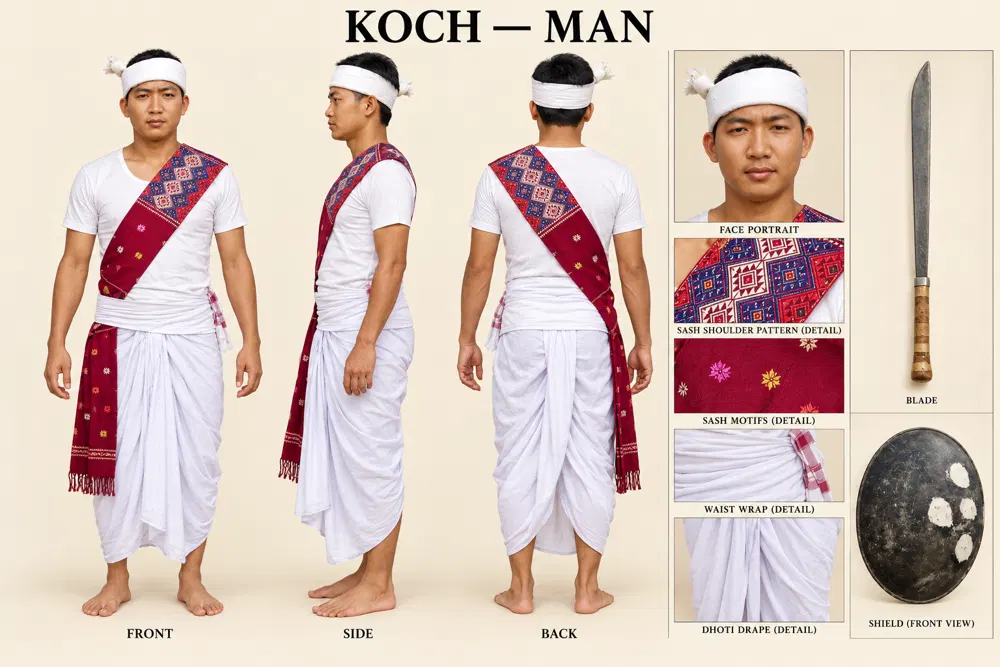 KOCH — MAN
FRONT
SIDE
BACK
FACE PORTRAIT
SASH SHOULDER PATTERN (DETAIL)
SASH MOTIFS (DETAIL)
WAIST WRAP (DETAIL)
DHOTI DRAPE (DETAIL)
BLADE
SHIELD (FRONT VIEW)